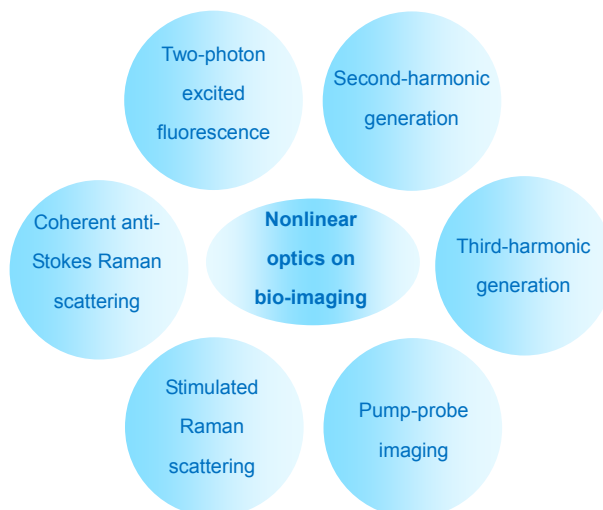 Two-photon
excited
fluorescence
Second-harmonic
generation
Coherent anti-
Stokes Raman
scattering
Nonlinear
optics on
bio-imaging
Third-harmonic
generation
Stimulated
Raman
scattering
Pump-probe
imaging